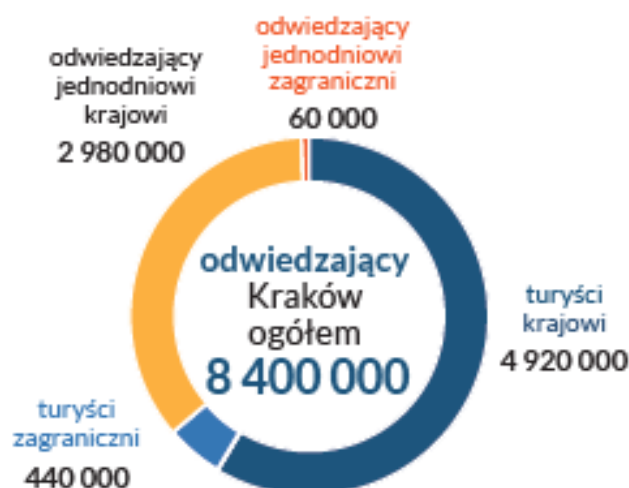 odwiedzający
jednodniowi
zagraniczni
60 000
odwiedzający
jednodniowi
krajowi
2 980 000
odwiedzający
Kraków
ogółem
8 400 000
turyści
krajowi
4 920 000
turyści
zagraniczni
440 000